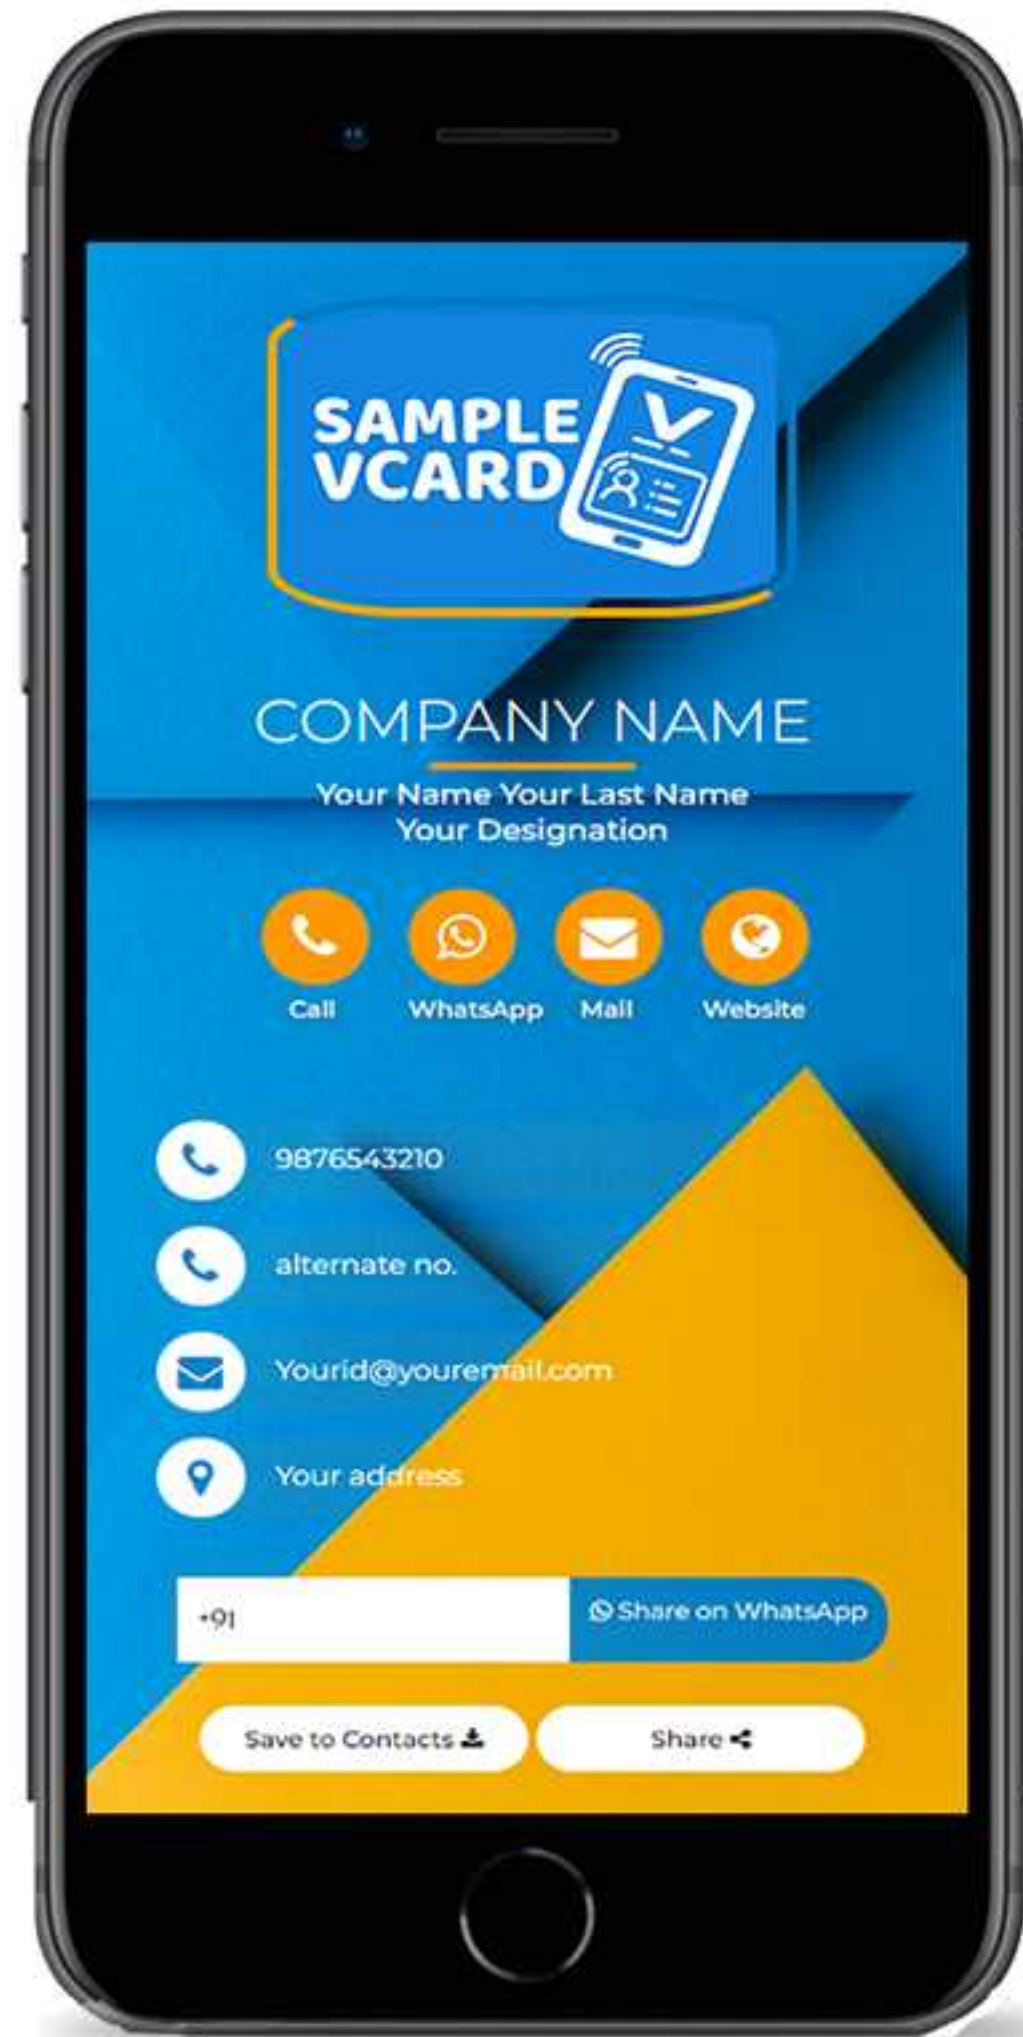 SAMPLE
VCARD
COMPANY NAME
Your Name Your Last Name
Your Designation
Call WhatsApp Mail Website
9876543210
alternate no.
Yourid@youremail.com
Your address
+91 Share on WhatsApp
Save to Contacts Share